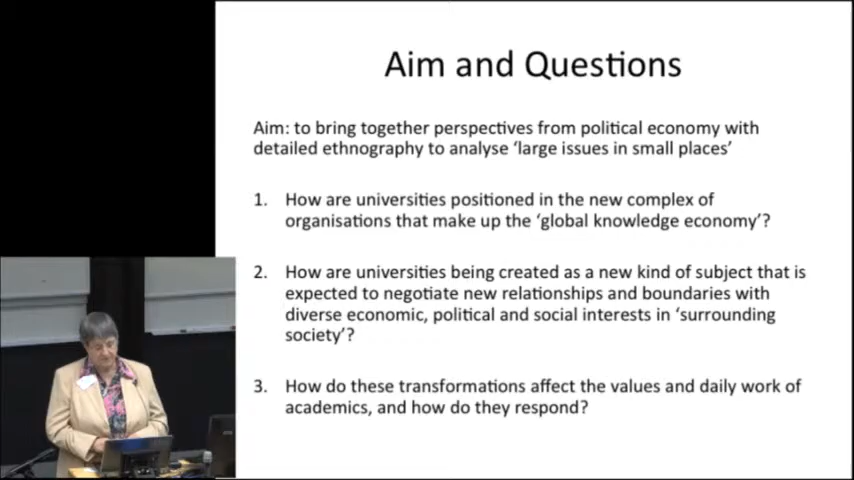 Aim and Questions
Aim: to bring together perspectives from political economy with
detailed ethnography to analyse ‘large issues in small places’
1. How are universities positioned in the new complex of
organisations that make up the ‘global knowledge economy’?
2. How are universities being created as a new kind of subject that is
expected to negotiate new relationships and boundaries with
diverse economic, political and social interests in ‘surrounding
society’?
3. How do these transformations affect the values and daily work of
academics, and how do they respond?